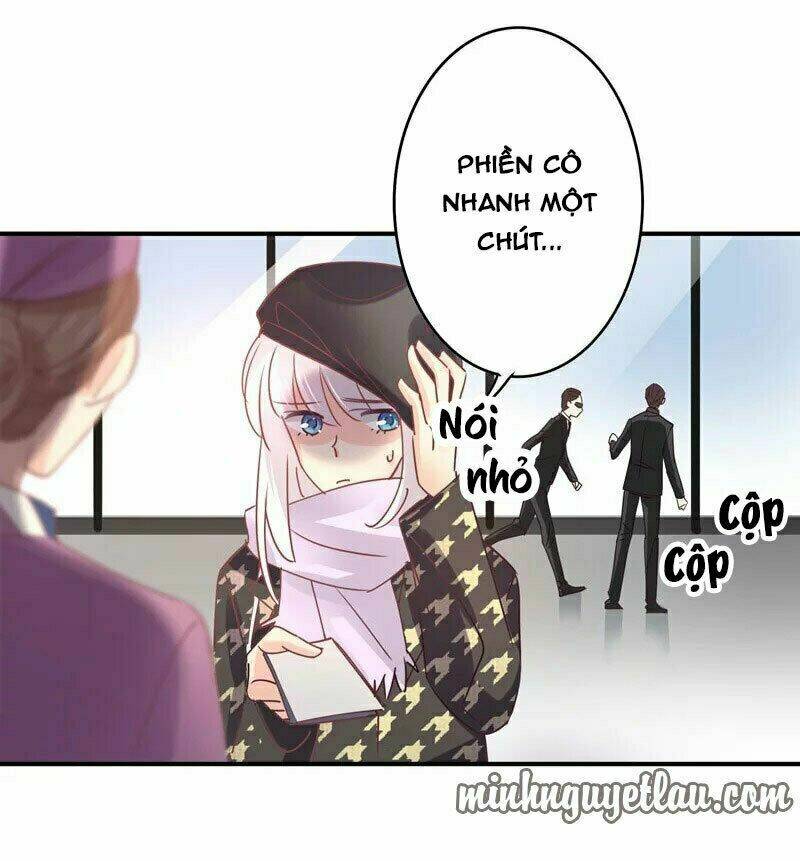 PHIỀN CÔ
NHANH MỘT
CHÚT...
Nói
nhỏ
Cộp
Cộp
minhnguyetlau.com